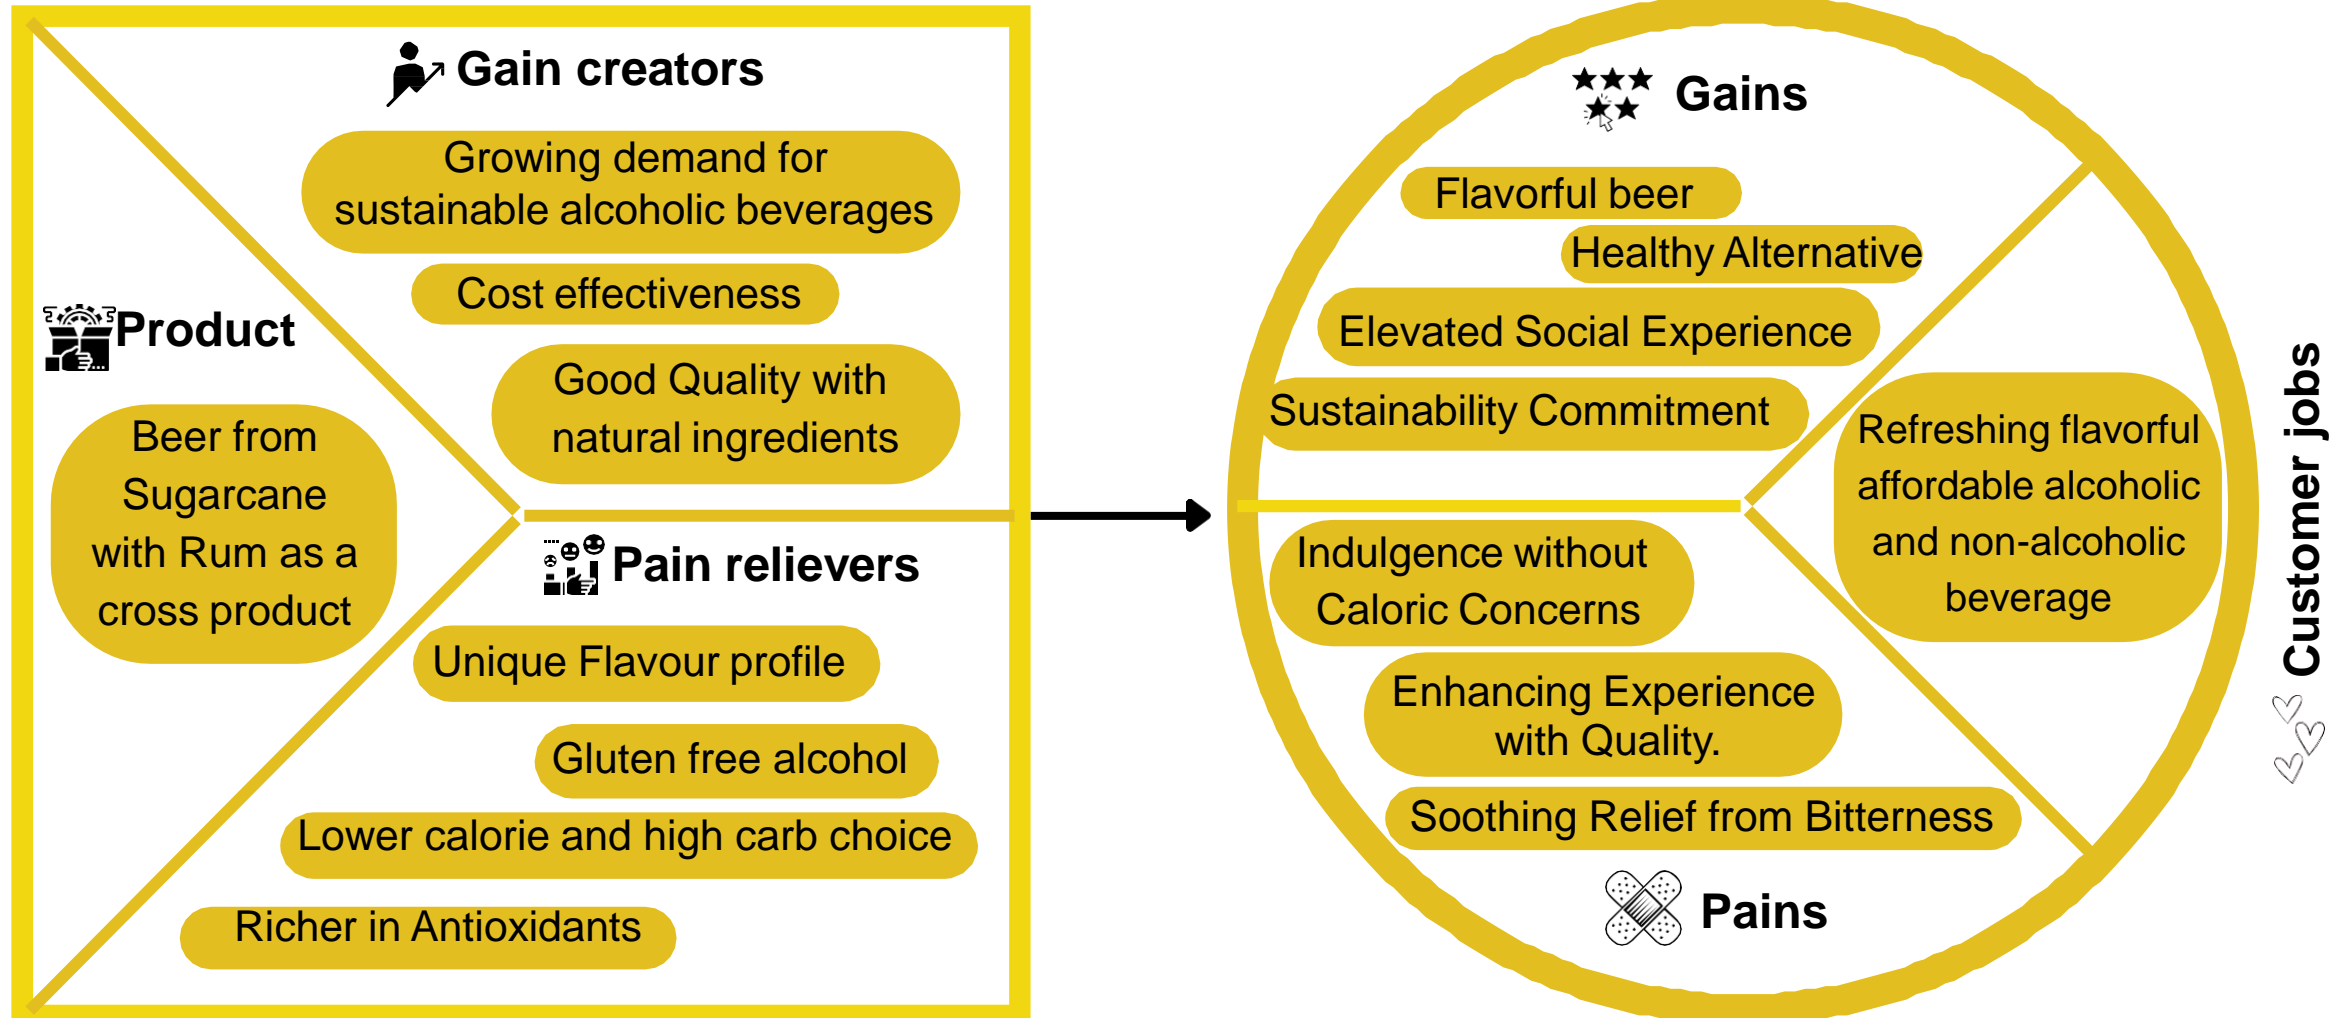 Gain creators
Growing demand for
sustainable alcoholic beverages
Cost effectiveness
Good Quality with
natural ingredients
Product
Beer from
Sugarcane
with Rum as a
cross product
Pain relievers
Unique Flavour profile
Gluten free alcohol
Lower calorie and high carb choice
Richer in Antioxidants
Gains
Flavorful beer
Healthy Alternative
Elevated Social Experience
Sustainability Commitment
Refreshing flavorful
affordable alcoholic
and non-alcoholic
beverage
Customer jobs
Indulgence without
Caloric Concerns
Enhancing Experience
with Quality.
Soothing Relief from Bitterness
Pains